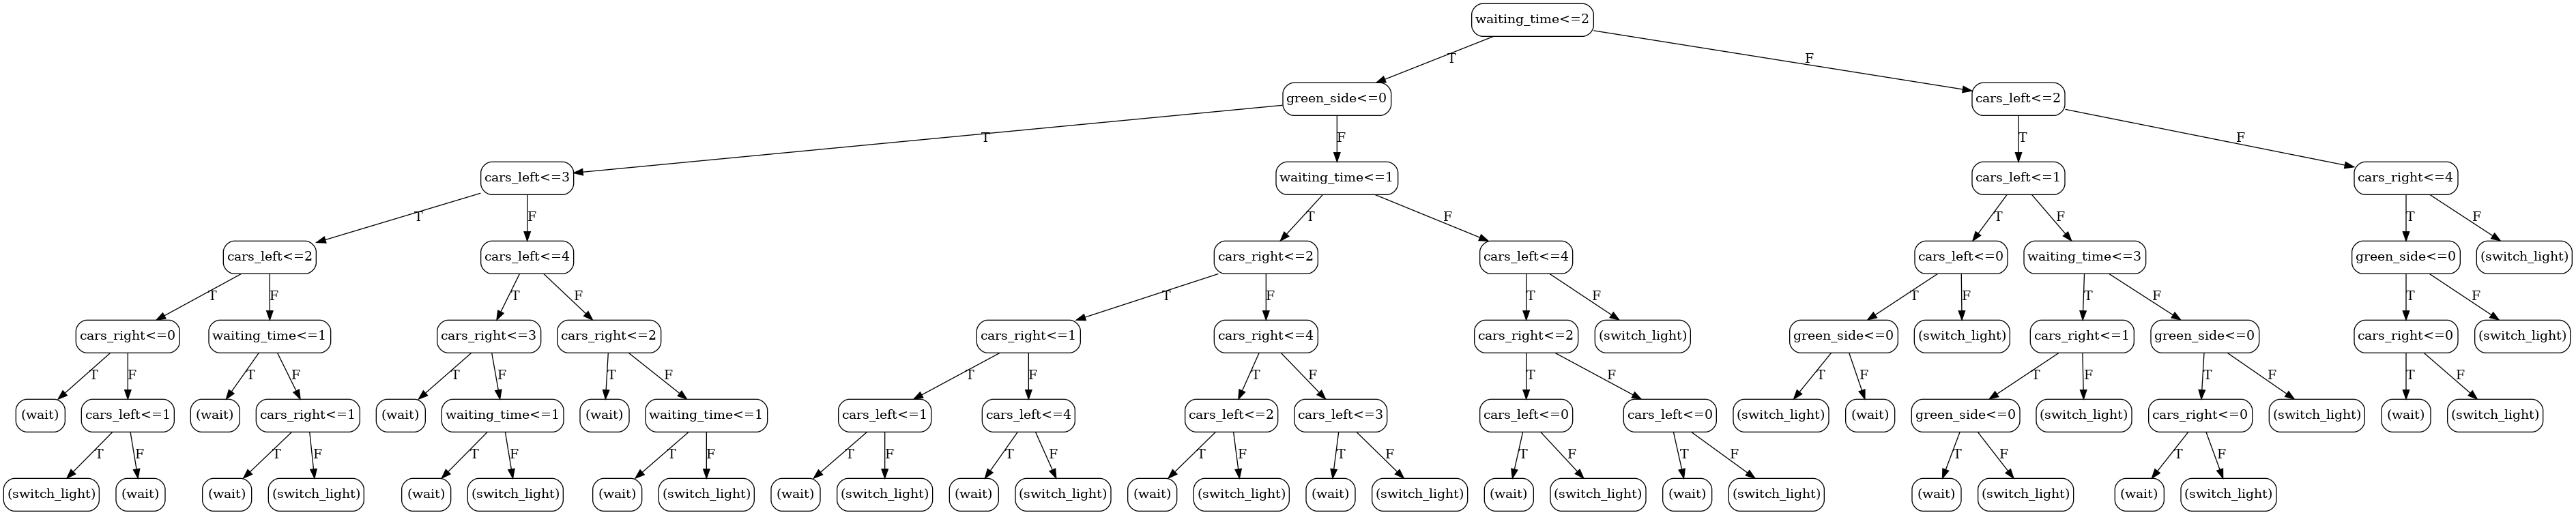 waiting_time<=2
T
F
green_side<=0
cars_left<=2
T
F
T
F
cars_left<=3
waiting_time<=1
cars_left<=1
cars_right<=4
T
F
T
F
T
F
T
F
cars_left<=2
cars_left<=4
cars_right<=2
cars_left<=4
cars_left<=0
waiting_time<=3
green_side<=0
(switch_light)
T
F
T
F
T
F
T
F
T
F
T
F
T
F
cars_right<=0
waiting_time<=1
cars_right<=3
cars_right<=2
cars_right<=1
cars_right<=4
cars_right<=2
(switch_light)
green_side<=0
(switch_light)
cars_right<=1
green_side<=0
cars_right<=0
(switch_light)
T
F
T
F
T
F
T
F
T
F
T
F
T
F
T
F
T
F
T
F
T
F
(wait)
cars_left<=1
(wait)
cars_right<=1
(wait)
waiting_time<=1
(wait)
waiting_time<=1
cars_left<=1
cars_left<=4
cars_left<=2
cars_left<=3
cars_left<=0
cars_left<=0
(switch_light)
(wait)
green_side<=0
(switch_light)
cars_right<=0
(switch_light)
(wait)
(switch_light)
T
F
T
F
T
F
T
F
T
F
T
F
T
F
T
F
T
F
T
F
T
F
T
F
(switch_light)
(wait)
(wait)
(switch_light)
(wait)
(switch_light)
(wait)
(switch_light)
(wait)
(switch_light)
(wait)
(switch_light)
(wait)
(switch_light)
(wait)
(switch_light)
(wait)
(switch_light)
(wait)
(switch_light)
(wait)
(switch_light)
(wait)
(switch_light)